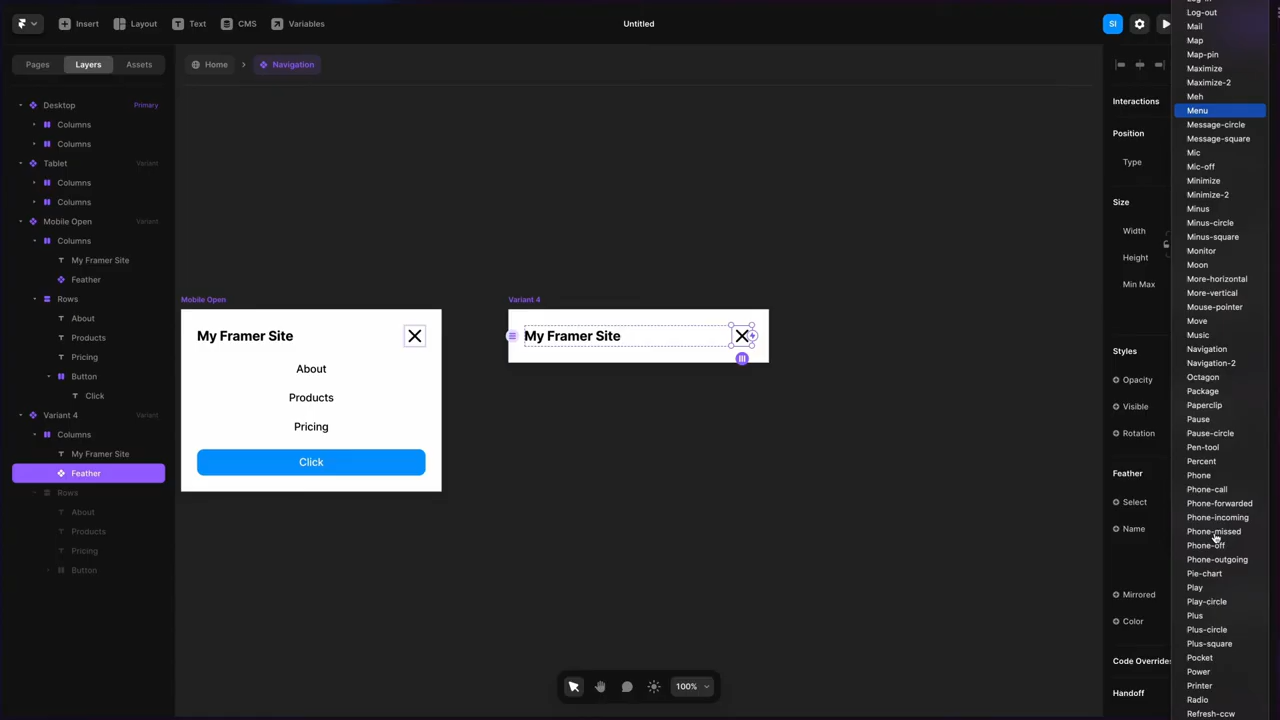 Insert
Layout
Text
CMS
Variables
Untitled
SI
Pages
Layers
Assets
Home
Navigation
Desktop
Primary
Columns
Columns
Tablet
Variant
Columns
Columns
Mobile Open
Variant
Columns
My Framer Site
Feather
Rows
About
Products
Pricing
Button
Click
Variant 4
Variant
Columns
My Framer Site
Feather
Rows
About
Products
Pricing
Button
Mobile Open
My Framer Site
About
Products
Pricing
Click
Variant 4
My Framer Site
100%
Interactions
Position
Type
Size
Width
Height
Min Max
Styles
Opacity
Visible
Rotation
Feather
Select
Name
Mirrored
Color
Code Overrides
Handoff
Log-out
Mail
Map
Map-pin
Maximize
Maximize-2
Meh
Menu
Message-circle
Message-square
Mic
Mic-off
Minimize
Minimize-2
Minus
Minus-circle
Minus-square
Monitor
Moon
More-horizontal
More-vertical
Mouse-pointer
Move
Music
Navigation
Navigation-2
Octagon
Package
Paperclip
Pause
Pause-circle
Pen-tool
Percent
Phone
Phone-call
Phone-forwarded
Phone-incoming
Phone-missed
Phone-off
Phone-outgoing
Pie-chart
Play
Play-circle
Plus
Plus-circle
Plus-square
Pocket
Power
Printer
Radio
Refresh-ccw